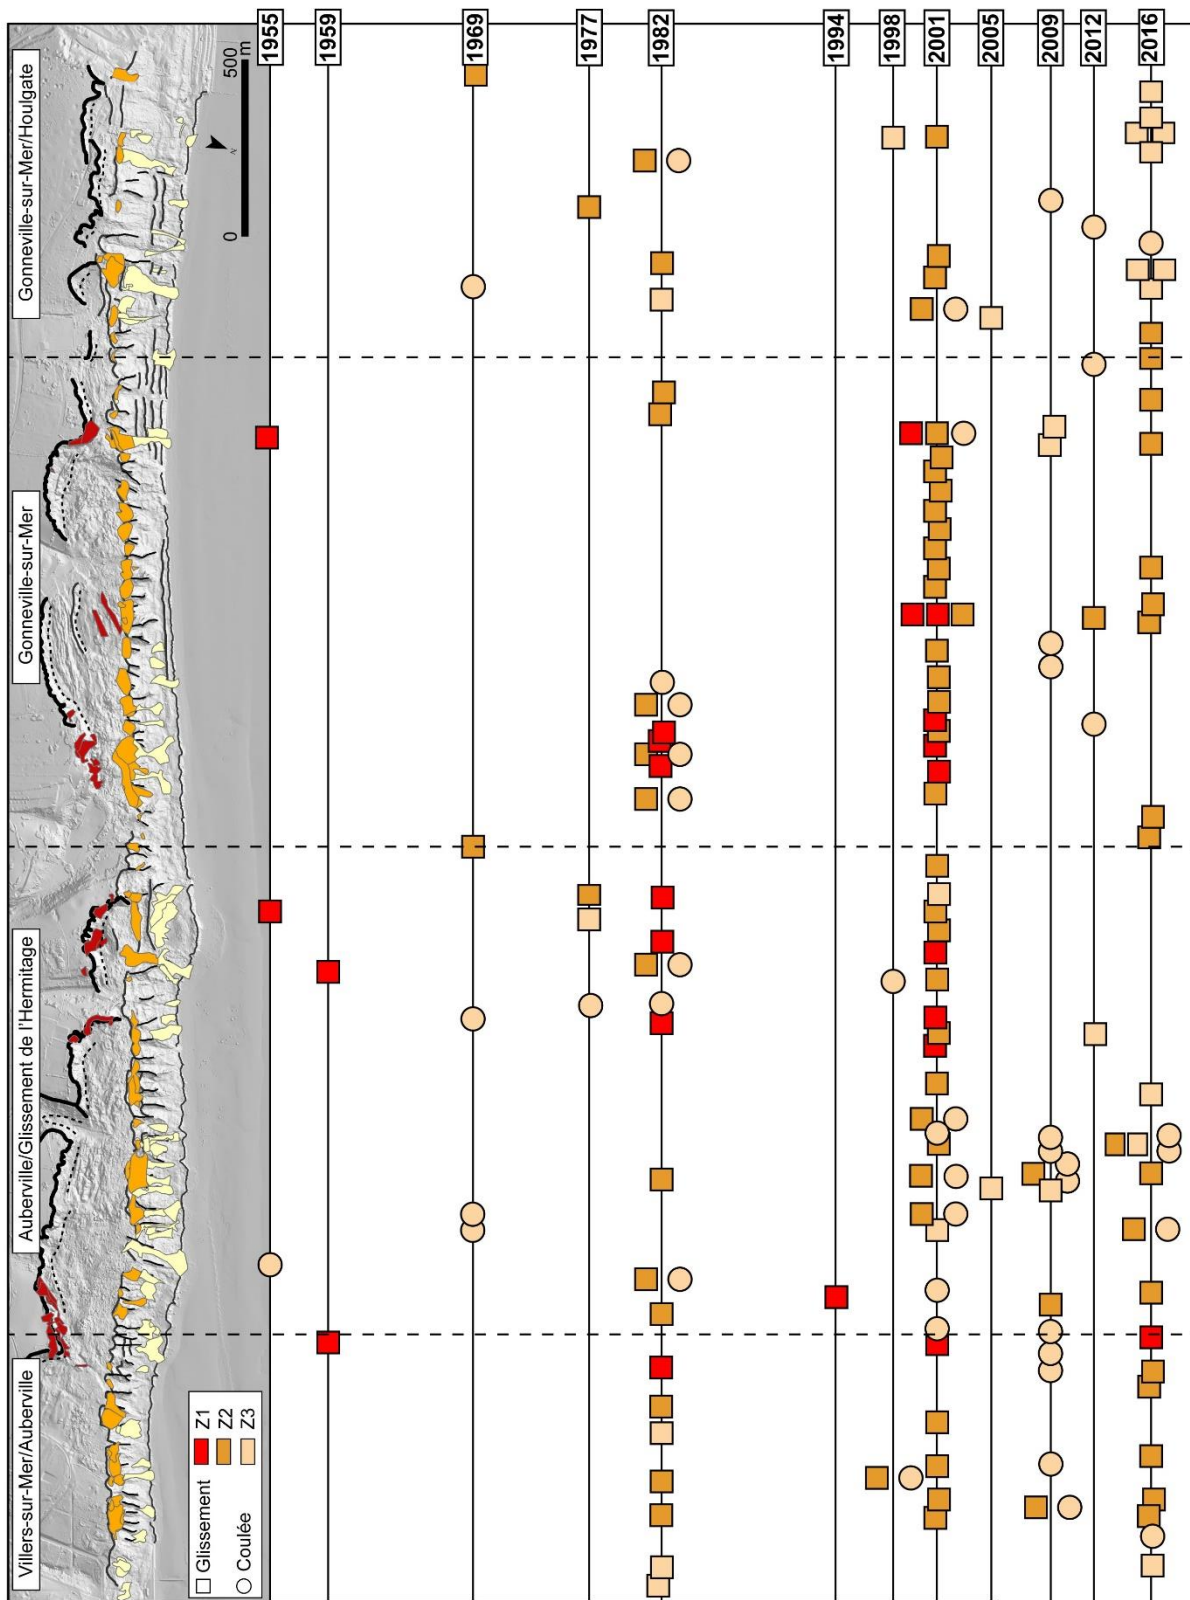 Villers-sur-Mer/Auberville
Auberville/Glissement de l'Hermitage
Gonneville-sur-Mer
Gonneville-sur-Mer/Houlgate
Glissement
Coulée
Z1
Z2
Z3
N
0
500
m
1955
1959
1969
1977
1982
1994
1998
2001
2005
2009
2012
2016